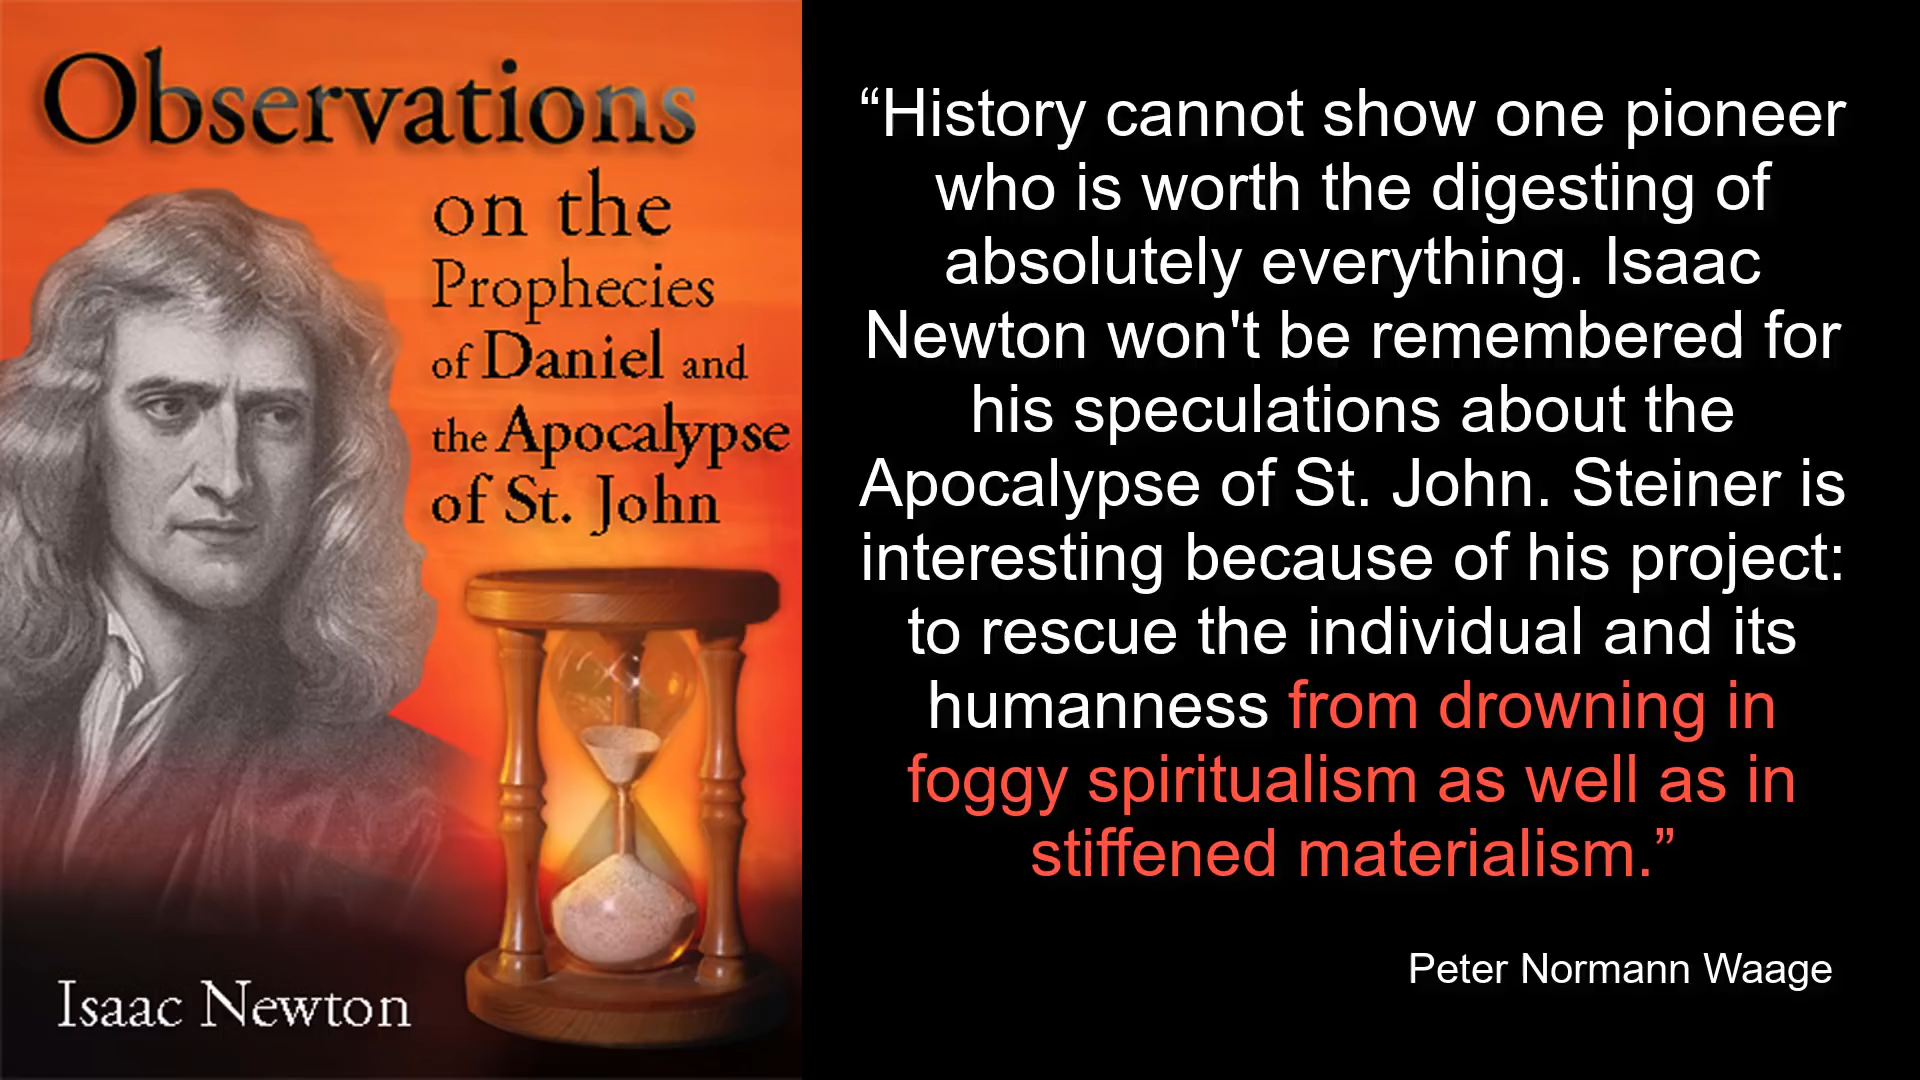 Observations
on the
Prophecies
of Daniel and
the Apocalypse
of St. John
Isaac Newton
“History cannot show one pioneer
who is worth the digesting of
absolutely everything. Isaac
Newton won't be remembered for
his speculations about the
Apocalypse of St. John. Steiner is
interesting because of his project:
to rescue the individual and its
humanness from drowning in
foggy spiritualism as well as in
stiffened materialism.”
Peter Normann Waage